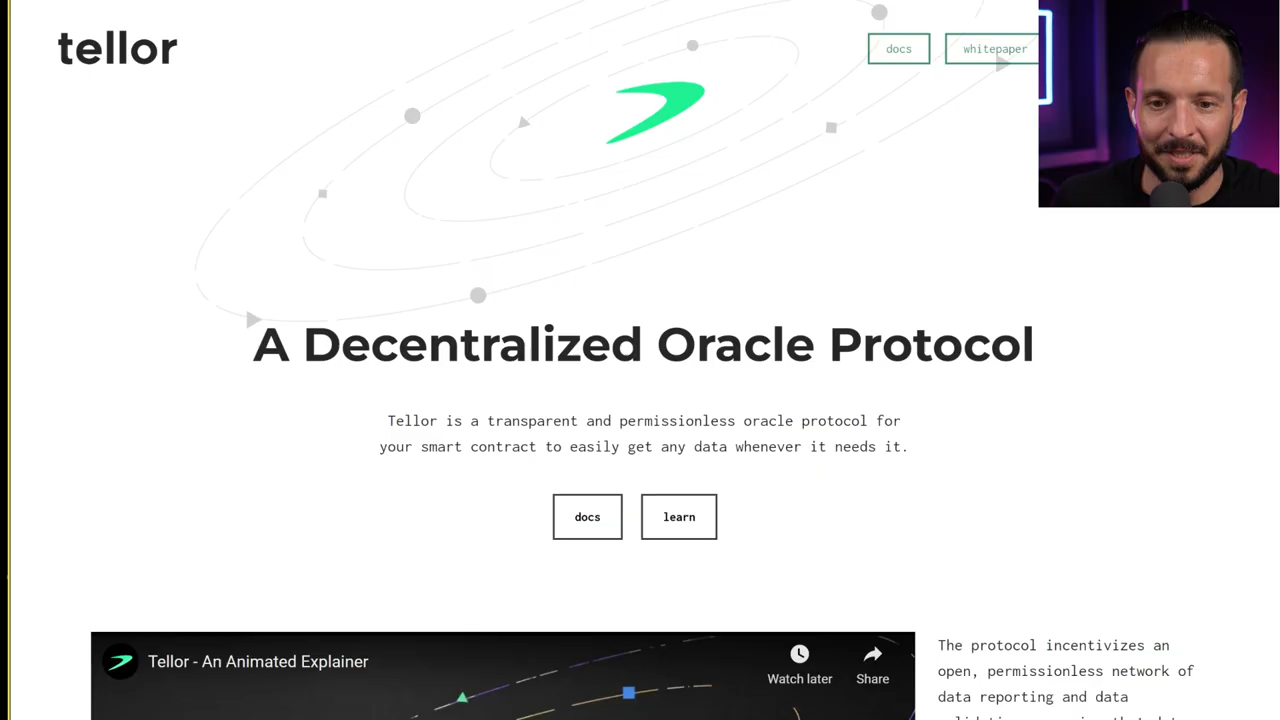 tellor
docs
whitepaper
A Decentralized Oracle Protocol
Tellor is a transparent and permissionless oracle protocol for
your smart contract to easily get any data whenever it needs it.
docs
learn
Tellor - An Animated Explainer
Watch later
Share
The protocol incentivizes an
open, permissionless network of
data reporting and data